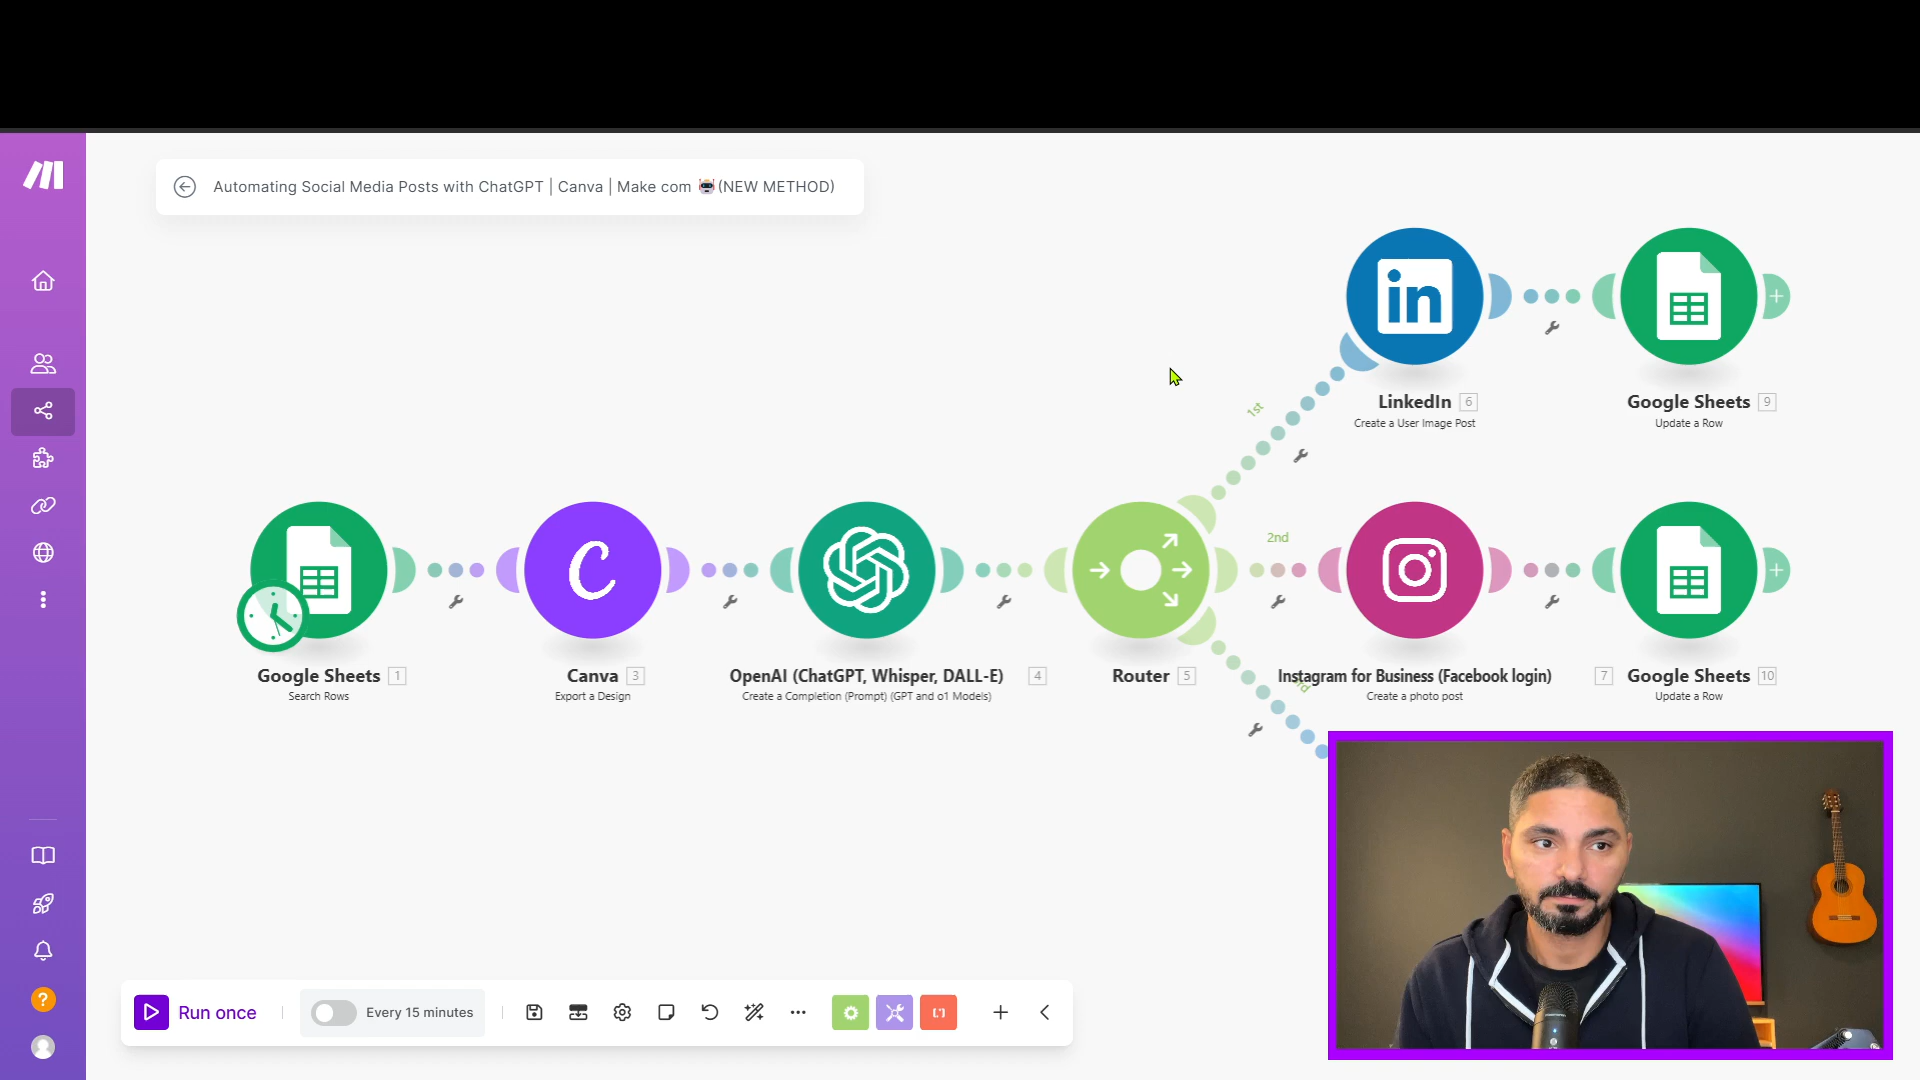 Automating Social Media Posts with ChatGPT | Canva | Make com 🤖(NEW METHOD)
in
LinkedIn 6
Create a User Image Post
Google Sheets 9
Update a Row
1st
2nd
Google Sheets 1
Search Rows
C
Canva 3
Export a Design
OpenAI (ChatGPT, Whisper, DALL-E) 4
Create a Completion (Prompt) (GPT and o1 Models)
Router 5
Instagram for Business (Facebook login) 7
Create a photo post
Google Sheets 10
Update a Row
3rd
Run once
Every 15 minutes
?